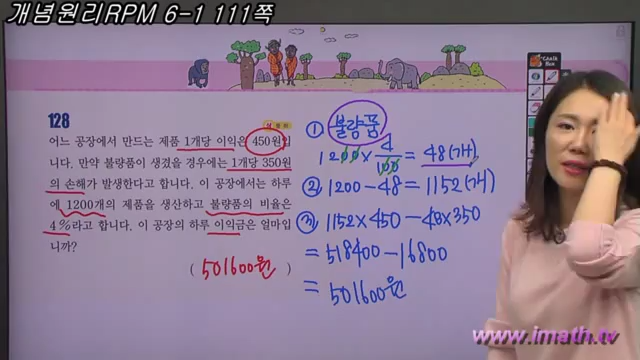 개념원리RPM 6-1 111쪽
128
어느 공장에서 만드는 제품 1개당 이익은 450원입
니다. 만약 불량품이 생겼을 경우에는 1개당 350원
의 손해가 발생한다고 합니다. 이 공장에서는 하루
에 1200개의 제품을 생산하고 불량품의 비율은
4%라고 합니다. 이 공장의 하루 이익금은 얼마입
니까?
( 501600원 )
① 불량품
1200×4/100=48(개)
② 1200-48=1152(개)
③ 1152×450-48×350
=518400-16800
=501600원
www.imath.tv